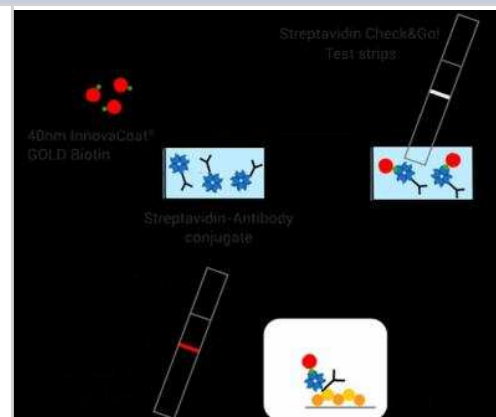 Streptavidin Check&Go!
Test strips
40nm InnovaCoat®
GOLD Biotin
Streptavidin-Antibody
conjugate